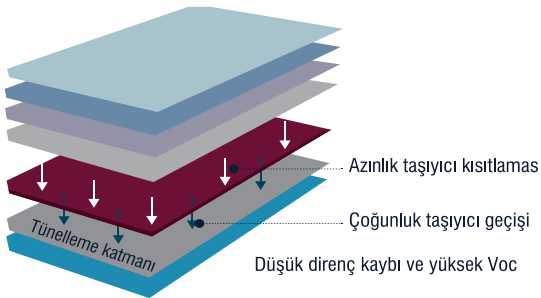 Azınlık taşıyıcı kısıtlaması
Çoğunluk taşıyıcı geçişi
Tünelleme katmanı
Düşük direnç kaybı ve yüksek Voc